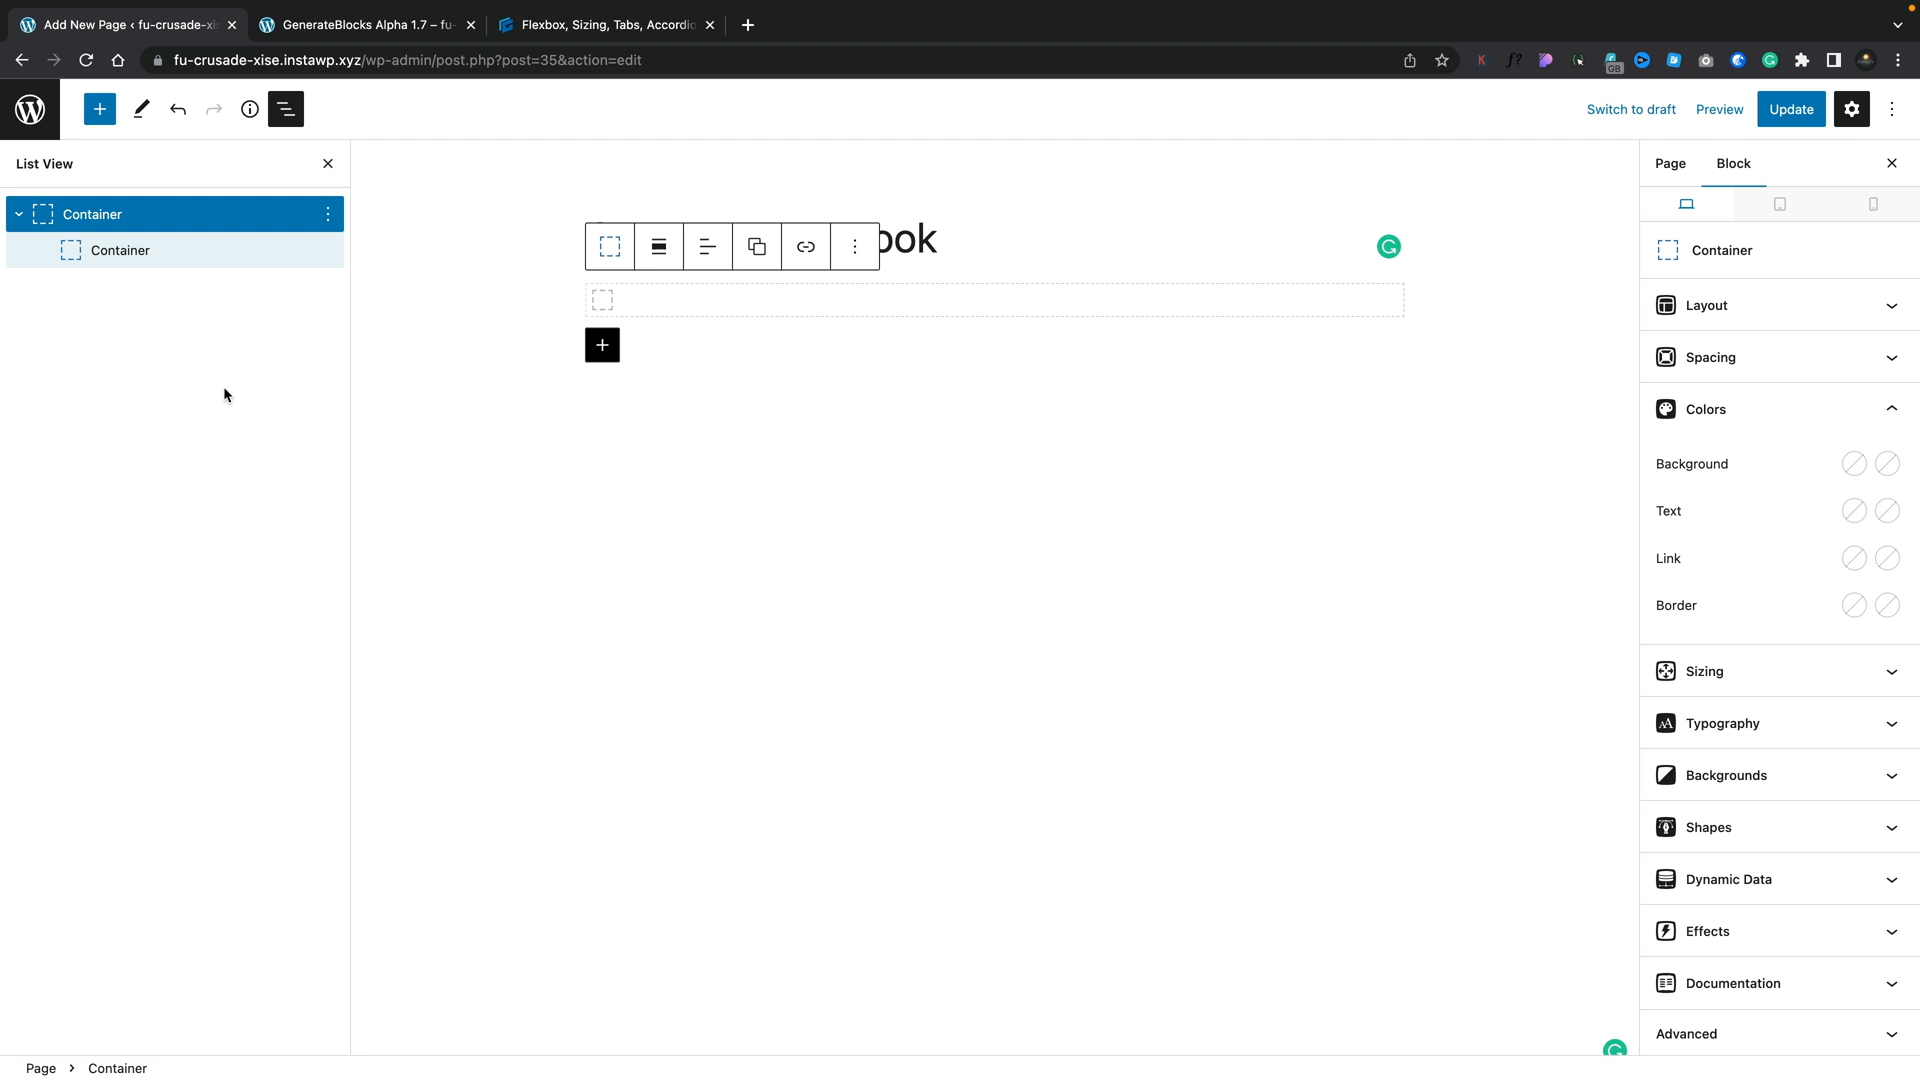 Add New Page ‹ fu-crusade-xi
GenerateBlocks Alpha 1.7 – fu-
Flexbox, Sizing, Tabs, Accordio
fu-crusade-xise.instawp.xyz/wp-admin/post.php?post=35&action=edit
GB
Switch to draft
Preview
Update
List View
Page
Block
Container
Container
ook
Container
Layout
Spacing
Colors
Background
Text
Link
Border
Sizing
Typography
Backgrounds
Shapes
Dynamic Data
Effects
Documentation
Advanced
Page › Container